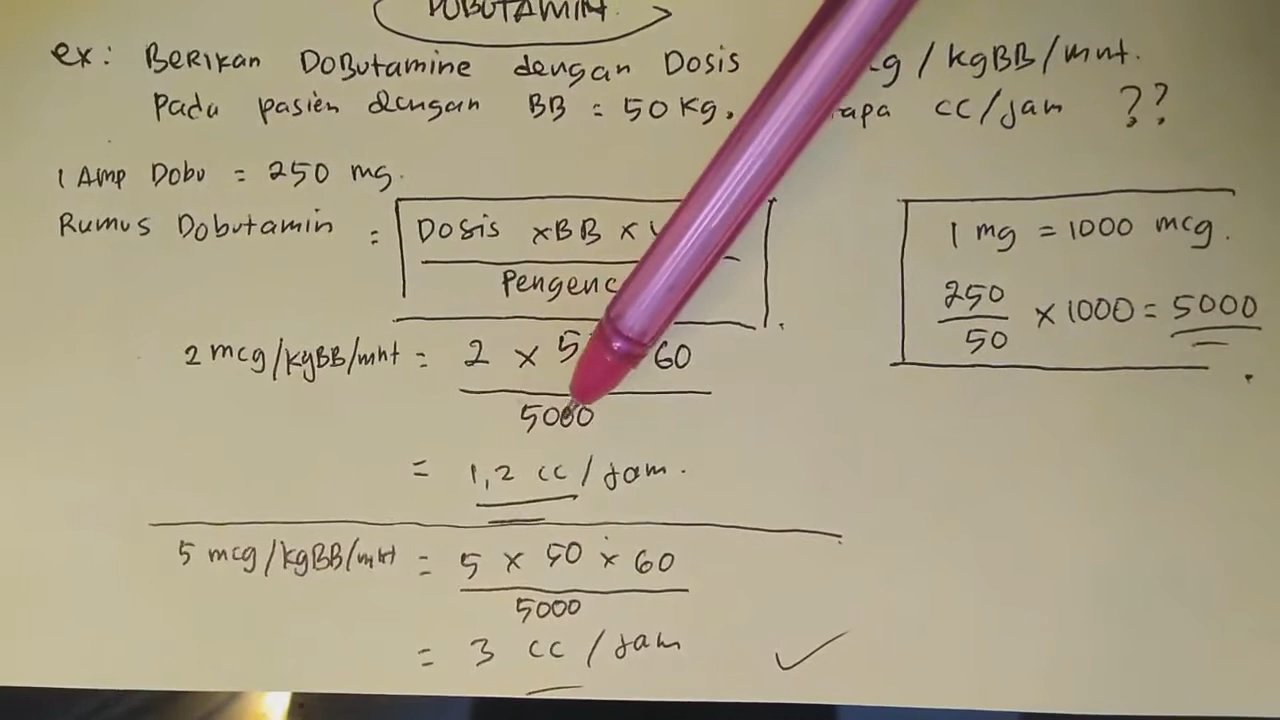 DOBUTAMIN
ex: Berikan Dobutamine dengan Dosis g/kgBB/mnt.
Pada pasien dengan BB = 50 Kg, apa cc/jam ??
1 Amp Dobu = 250 mg.
Rumus Dobutamin = Dosis x BB x
Pengenc
1 mg = 1000 mcg.
250
50
x 1000 = 5000
2 mcg/kgBB/mnt = 2 x 5 60
5000
= 1,2 cc/jam.
5 mcg/kgBB/mnt = 5 x 50 x 60
5000
= 3 cc/jam ✓